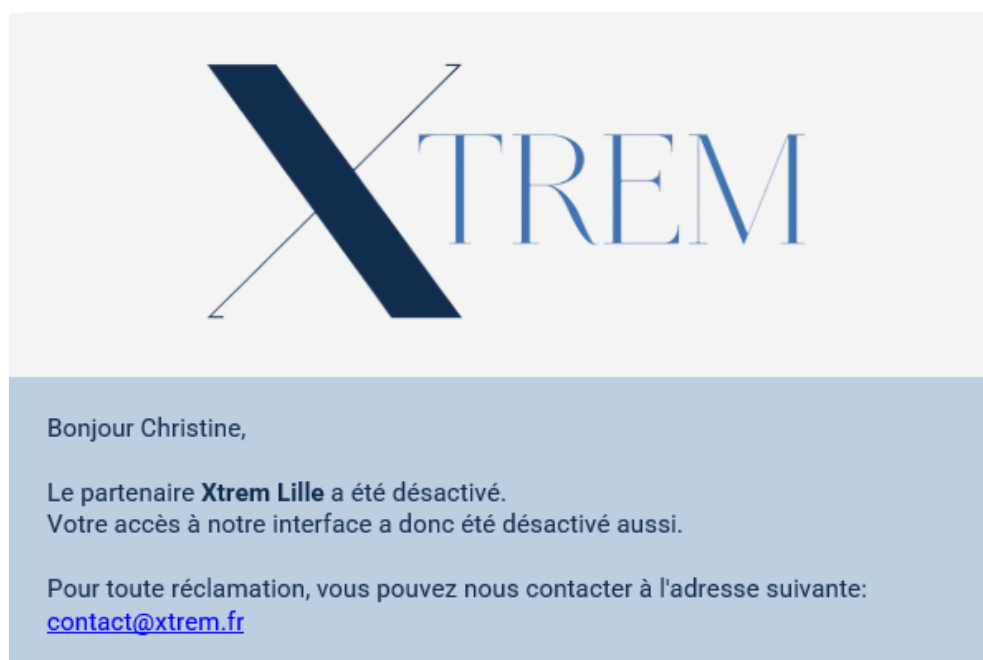 XTREM
Bonjour Christine,
Le partenaire Xtrem Lille a été désactivé.
Votre accès à notre interface a donc été désactivé aussi.
Pour toute réclamation, vous pouvez nous contacter à l'adresse suivante:
contact@xtrem.fr